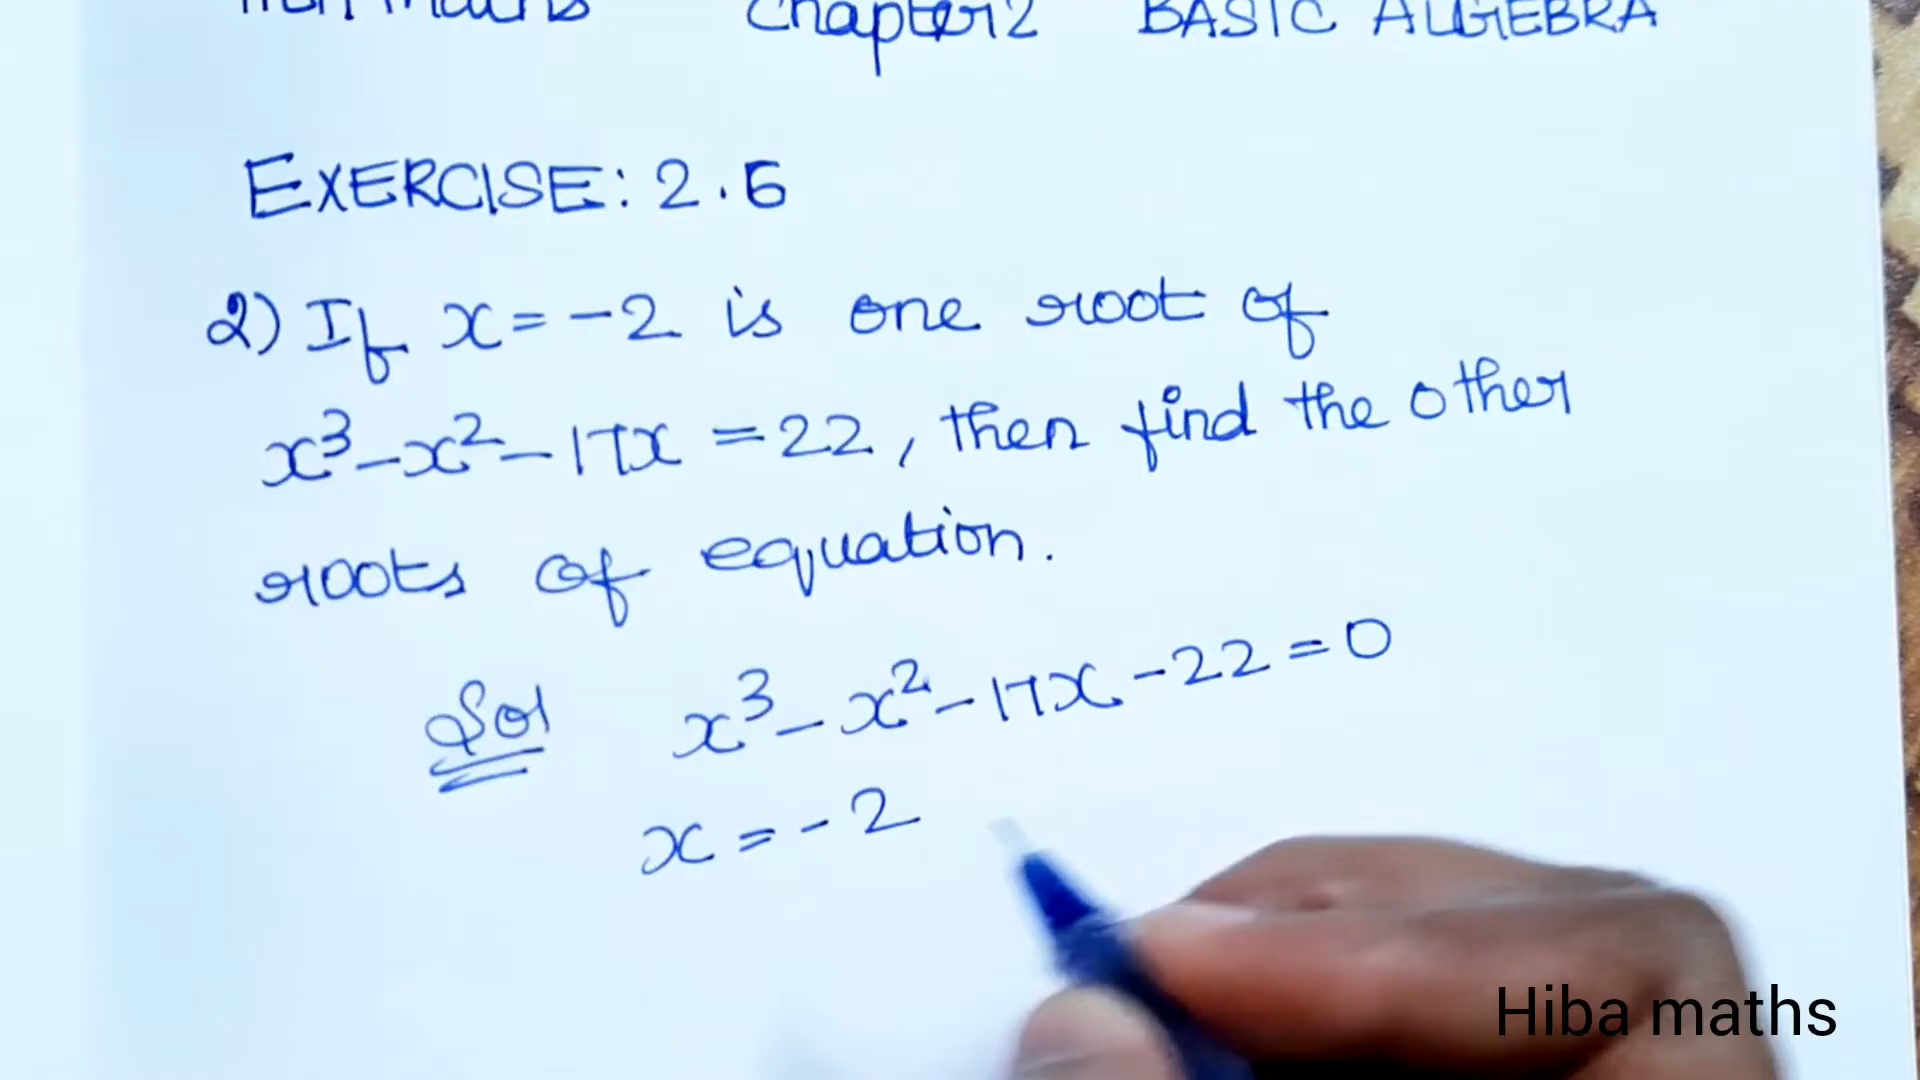 Maths Chapter 2 BASIC ALGEBRA
EXERCISE: 2.6
2) If x = -2 is one root of
x³ - x² - 17x = 22, then find the other
roots of equation.
Sol x³ - x² - 17x - 22 = 0
x = -2
Hiba maths